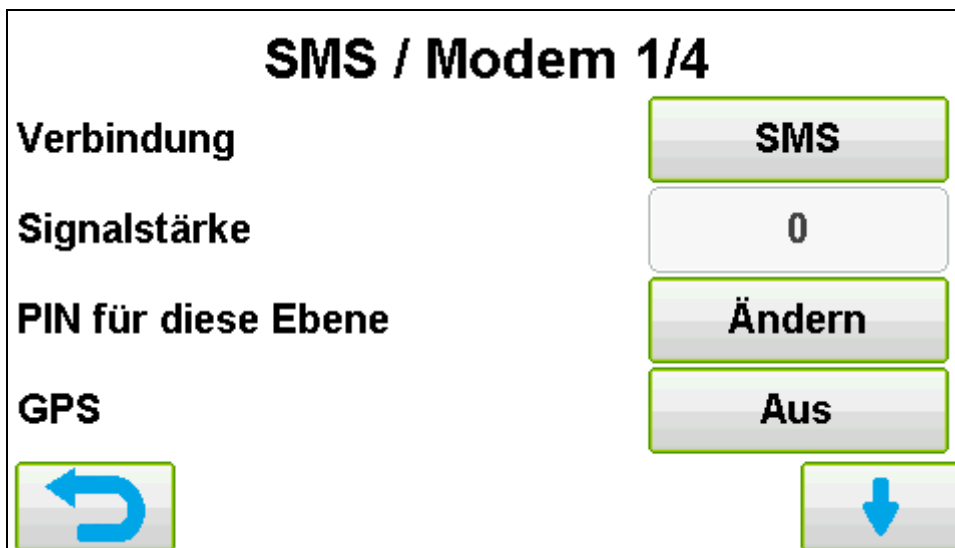 SMS / Modem 1/4
Verbindung SMS
Signalstärke 0
PIN für diese Ebene Ändern
GPS Aus